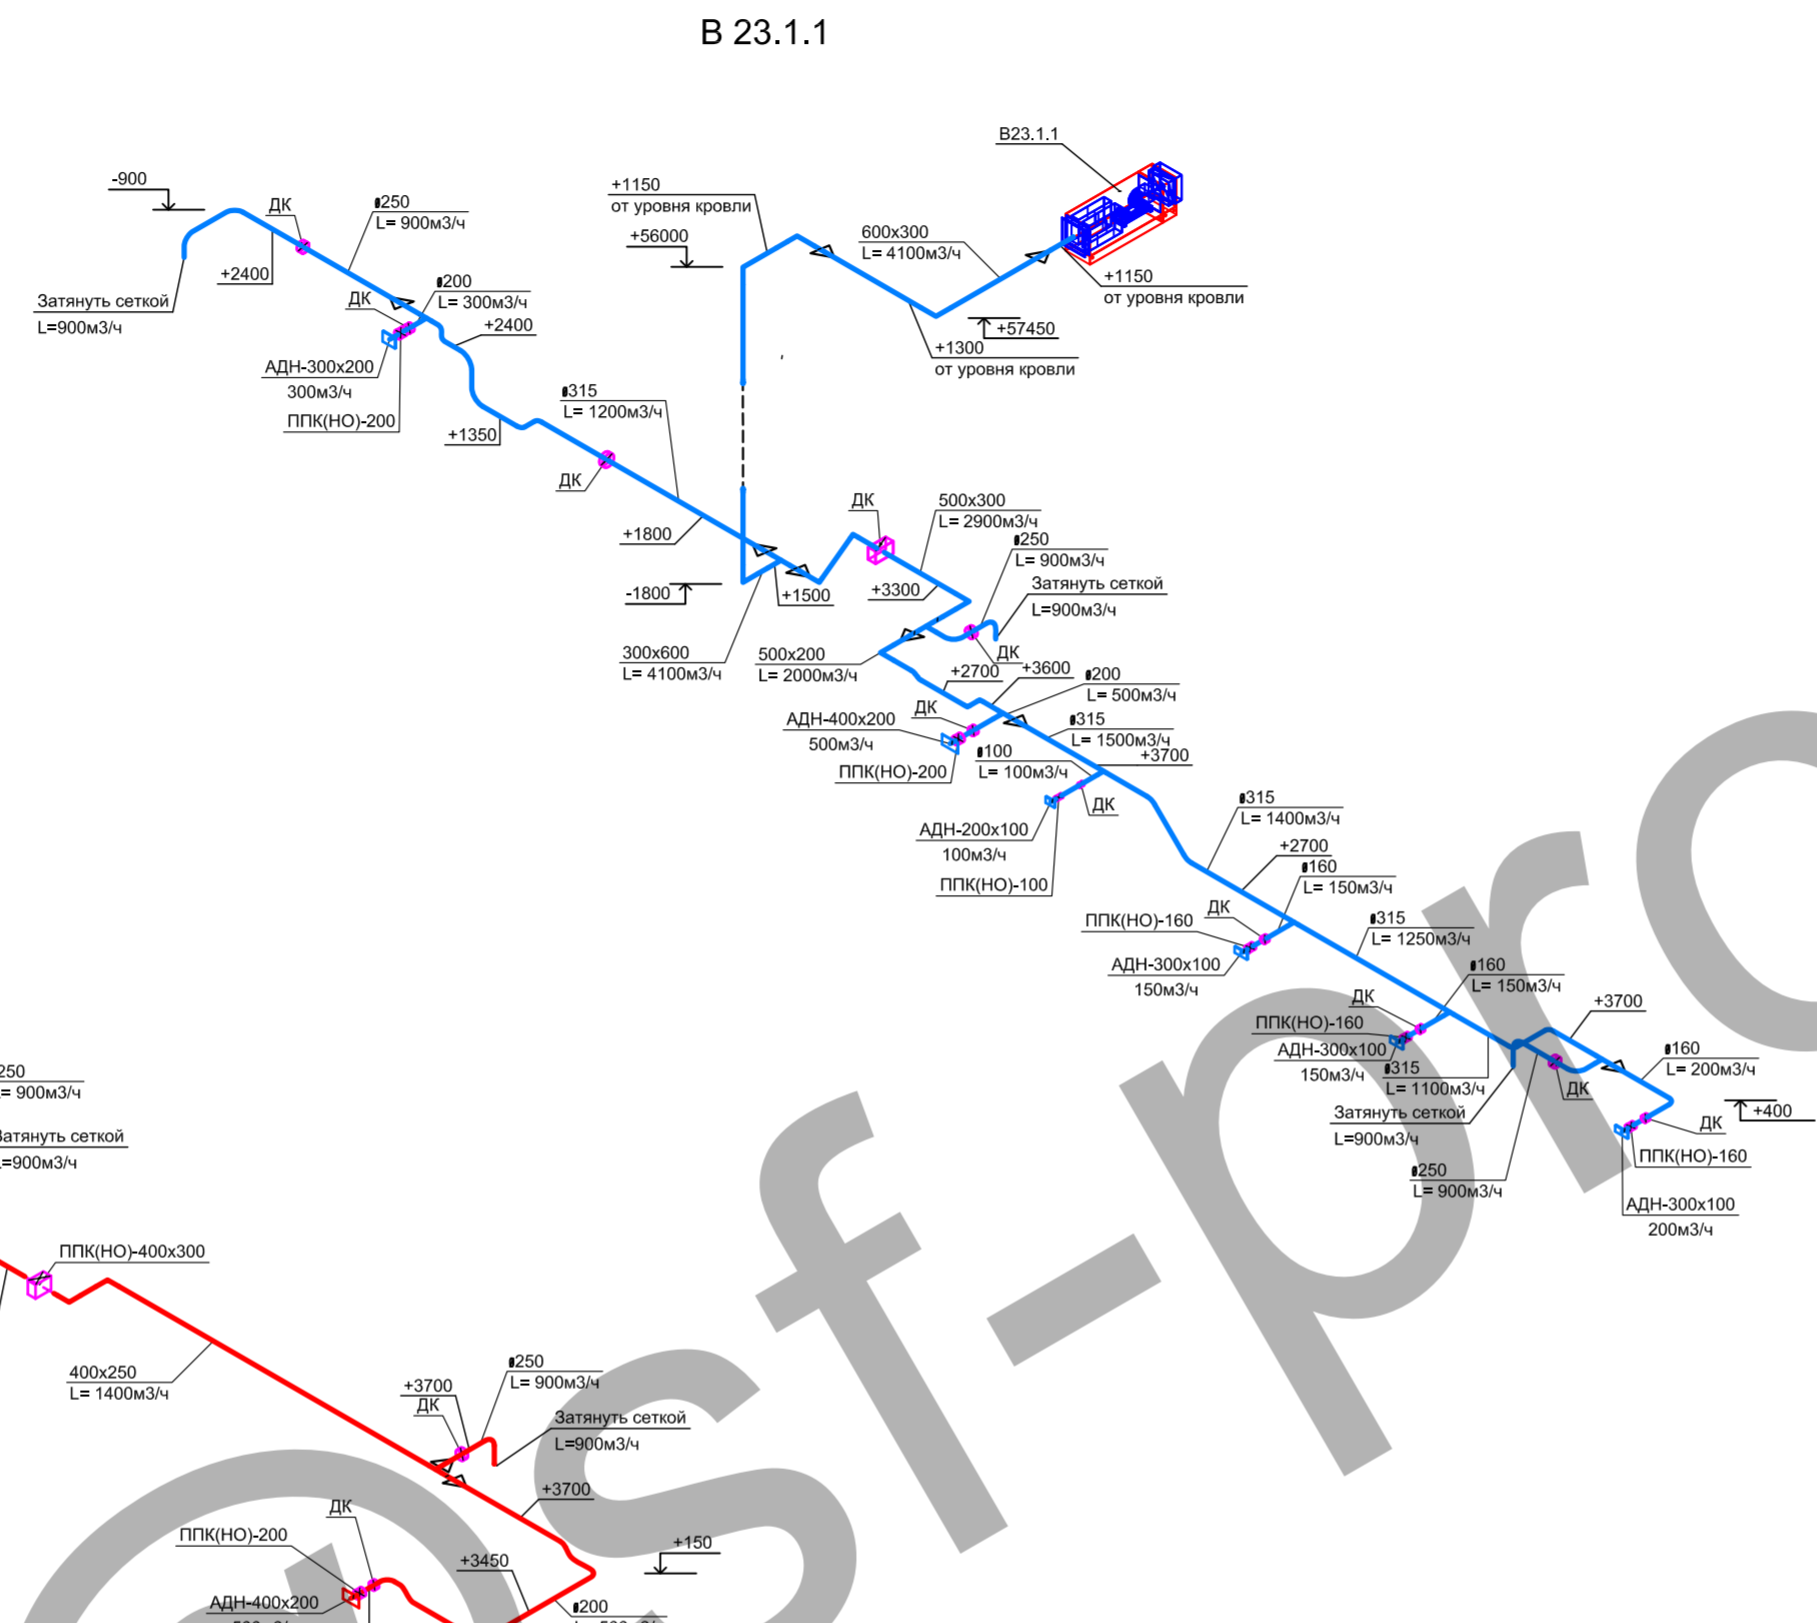 В 23.1.1
В23.1.1
-900
ДК
ø250
L= 900м3/ч
+2400
Затянуть сеткой
L=900м3/ч
ДК
ø200
L= 300м3/ч
+2400
АДН-300х200
300м3/ч
ППК(НО)-200
+1350
+1150
от уровня кровли
+56000
600х300
L= 4100м3/ч
+1150
от уровня кровли
+57450
+1300
от уровня кровли
ø315
L= 1200м3/ч
ДК
+1800
-1800
+1500
300х600
L= 4100м3/ч
ДК
500х300
L= 2900м3/ч
+3300
ø250
L= 900м3/ч
Затянуть сеткой
L=900м3/ч
ДК
500х200
L= 2000м3/ч
+2700
+3600
ø200
L= 500м3/ч
ДК
АДН-400х200
500м3/ч
ППК(НО)-200
ø315
L= 1500м3/ч
+3700
ø100
L= 100м3/ч
ДК
АДН-200х100
100м3/ч
ППК(НО)-100
ø315
L= 1400м3/ч
+2700
ø160
L= 150м3/ч
ДК
ППК(НО)-160
АДН-300х100
150м3/ч
ø315
L= 1250м3/ч
ø160
L= 150м3/ч
ДК
ППК(НО)-160
АДН-300х100
150м3/ч
ø315
L= 1100м3/ч
+3700
ø160
L= 200м3/ч
ДК
Затянуть сеткой
L=900м3/ч
ø250
L= 900м3/ч
+400
ДК
ППК(НО)-160
АДН-300х100
200м3/ч
250
= 900м3/ч
Затянуть сеткой
=900м3/ч
ППК(НО)-400х300
400х250
L= 1400м3/ч
ø250
L= 900м3/ч
+3700
ДК
Затянуть сеткой
L=900м3/ч
+3700
ДК
ППК(НО)-200
+3450
+150
АДН-400х200
ø200
@sf-pro